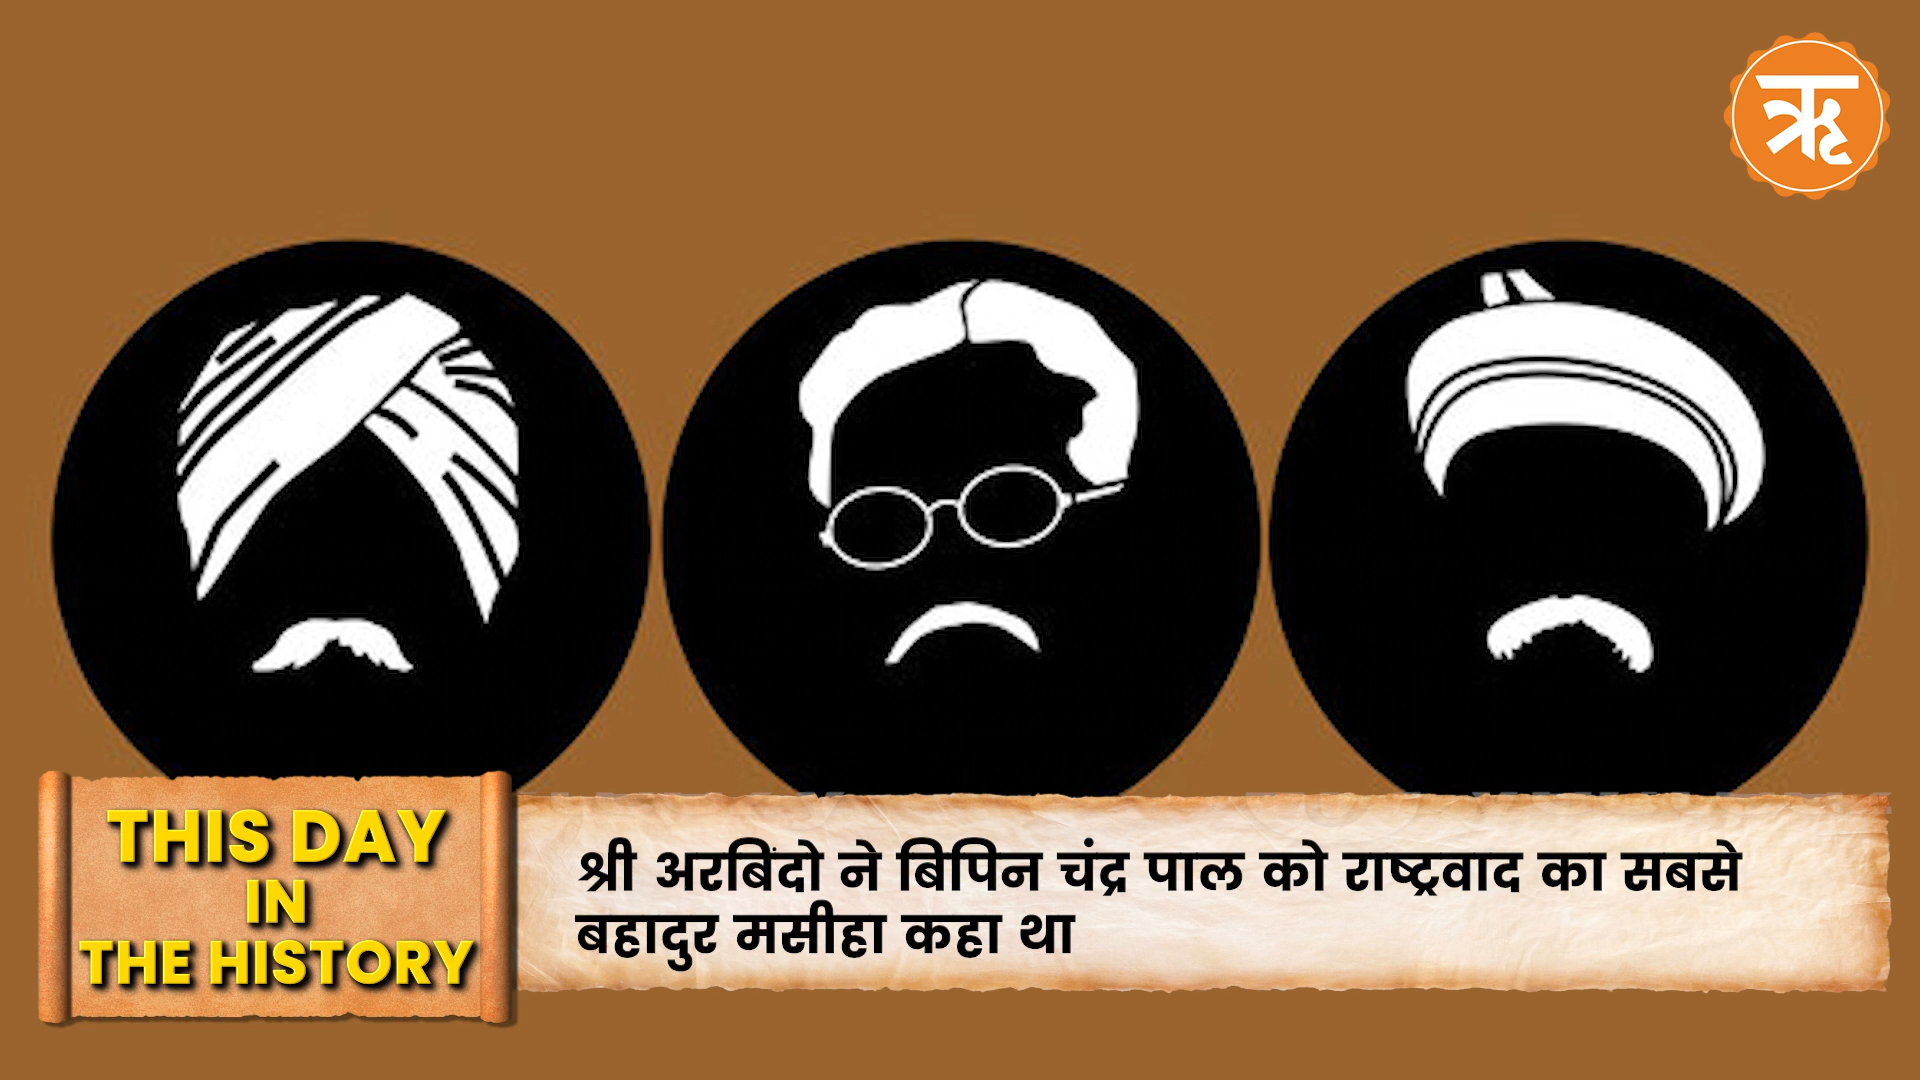 ऋ
THIS DAY
IN
THE HISTORY
श्री अरबिंदो ने बिपिन चंद्र पाल को राष्ट्रवाद का सबसे
बहादुर मसीहा कहा था